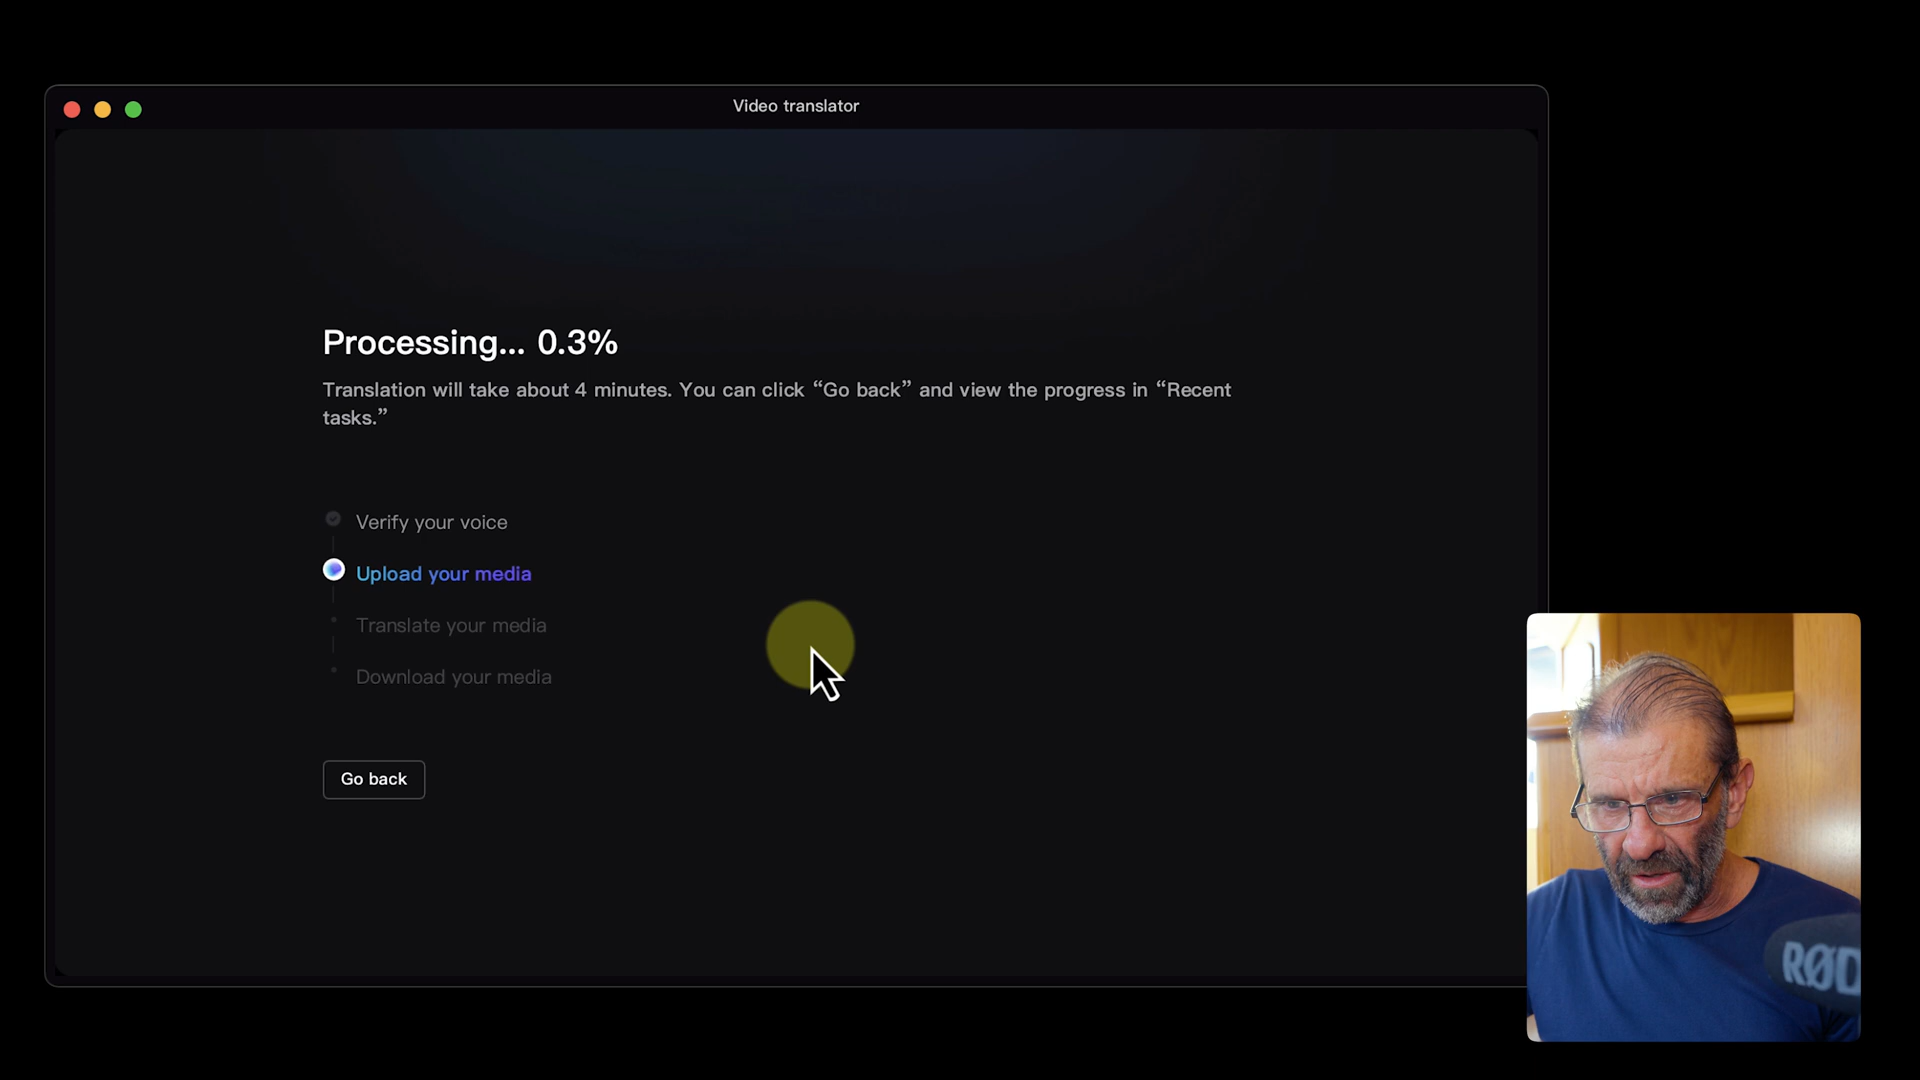 Video translator
Processing... 0.3%
Translation will take about 4 minutes. You can click “Go back” and view the progress in “Recent
tasks.”
Verify your voice
Upload your media
Translate your media
Download your media
Go back
RØD